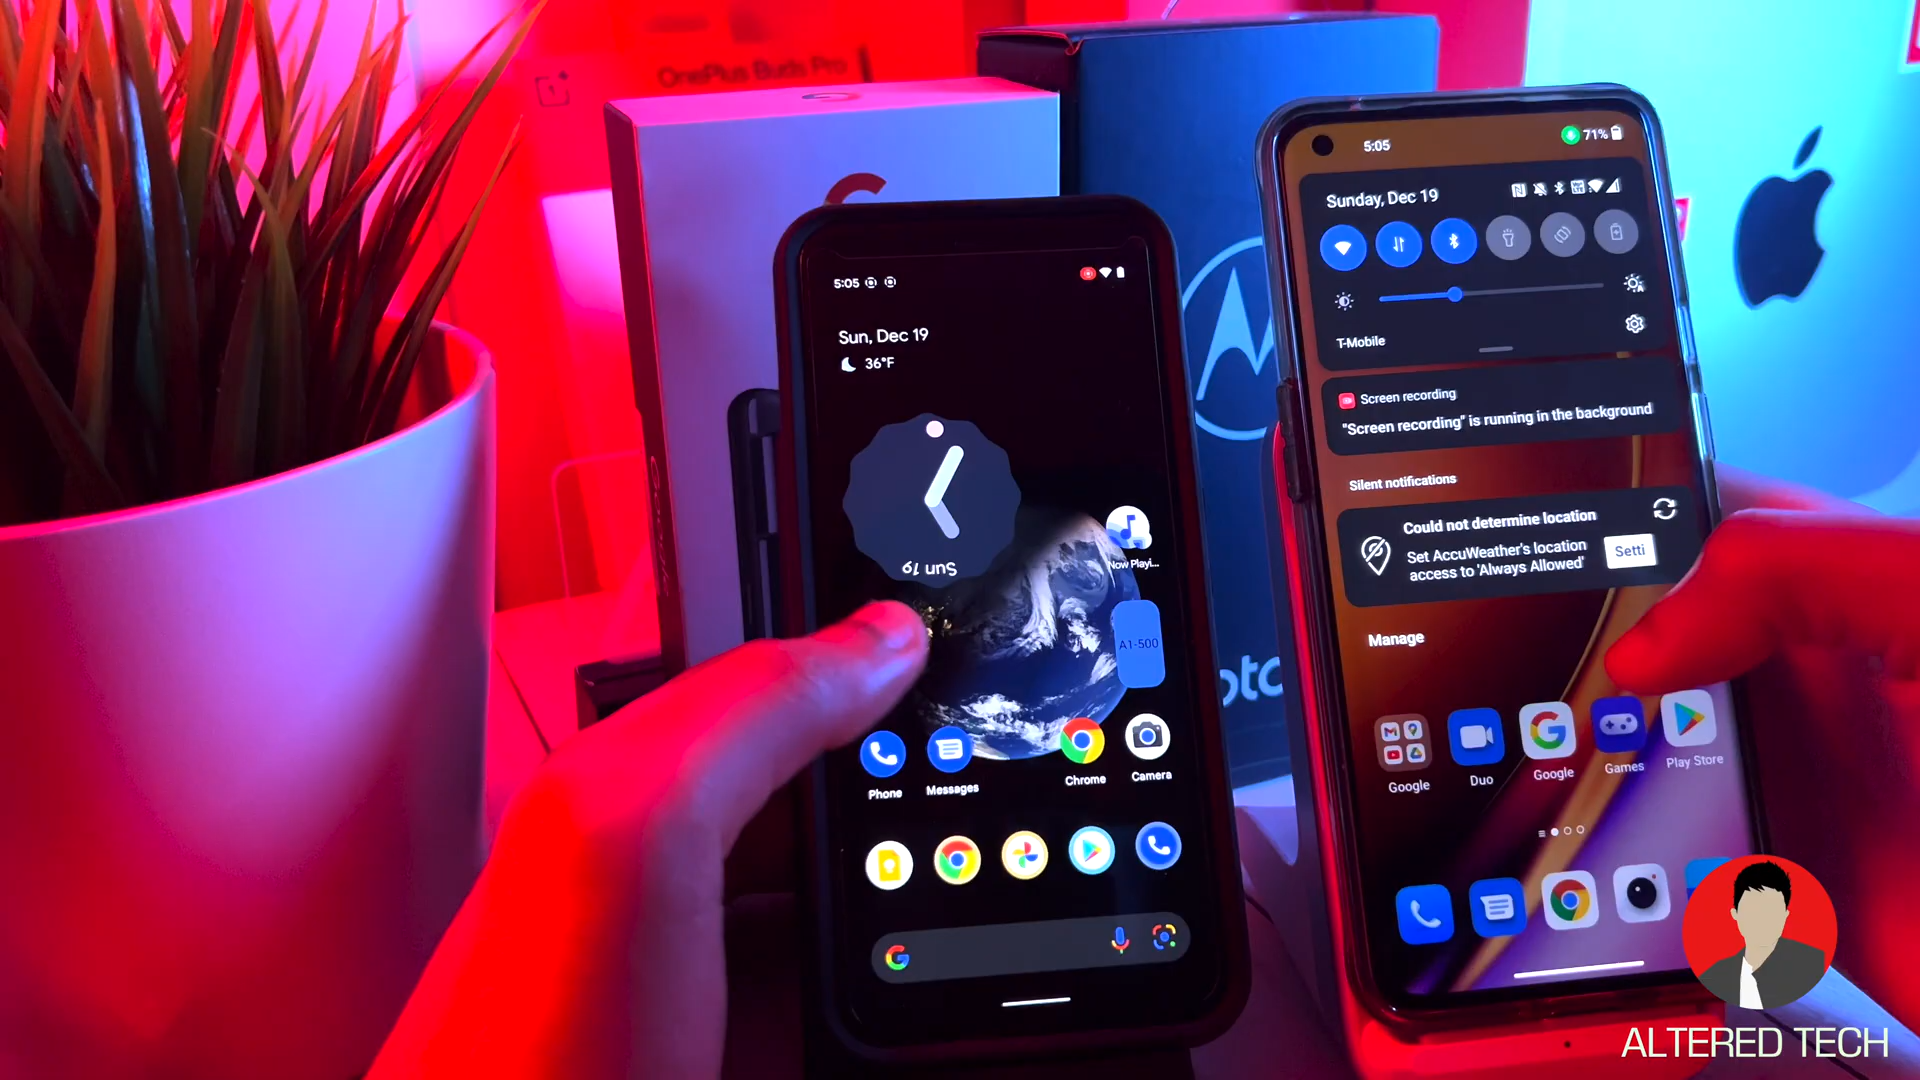 OnePlus Buds Pro
5:05
Sun, Dec 19
36°F
Sun 19
Now Playi...
A1-500
Phone
Messages
Chrome
Camera
G
moto
5:05
71%
Sunday, Dec 19
T-Mobile
Screen recording
"Screen recording" is running in the background
Silent notifications
Could not determine location
Set AccuWeather's location
access to 'Always Allowed'
Setti
Manage
Google
Duo
Google
Games
Play Store
ALTERED TECH